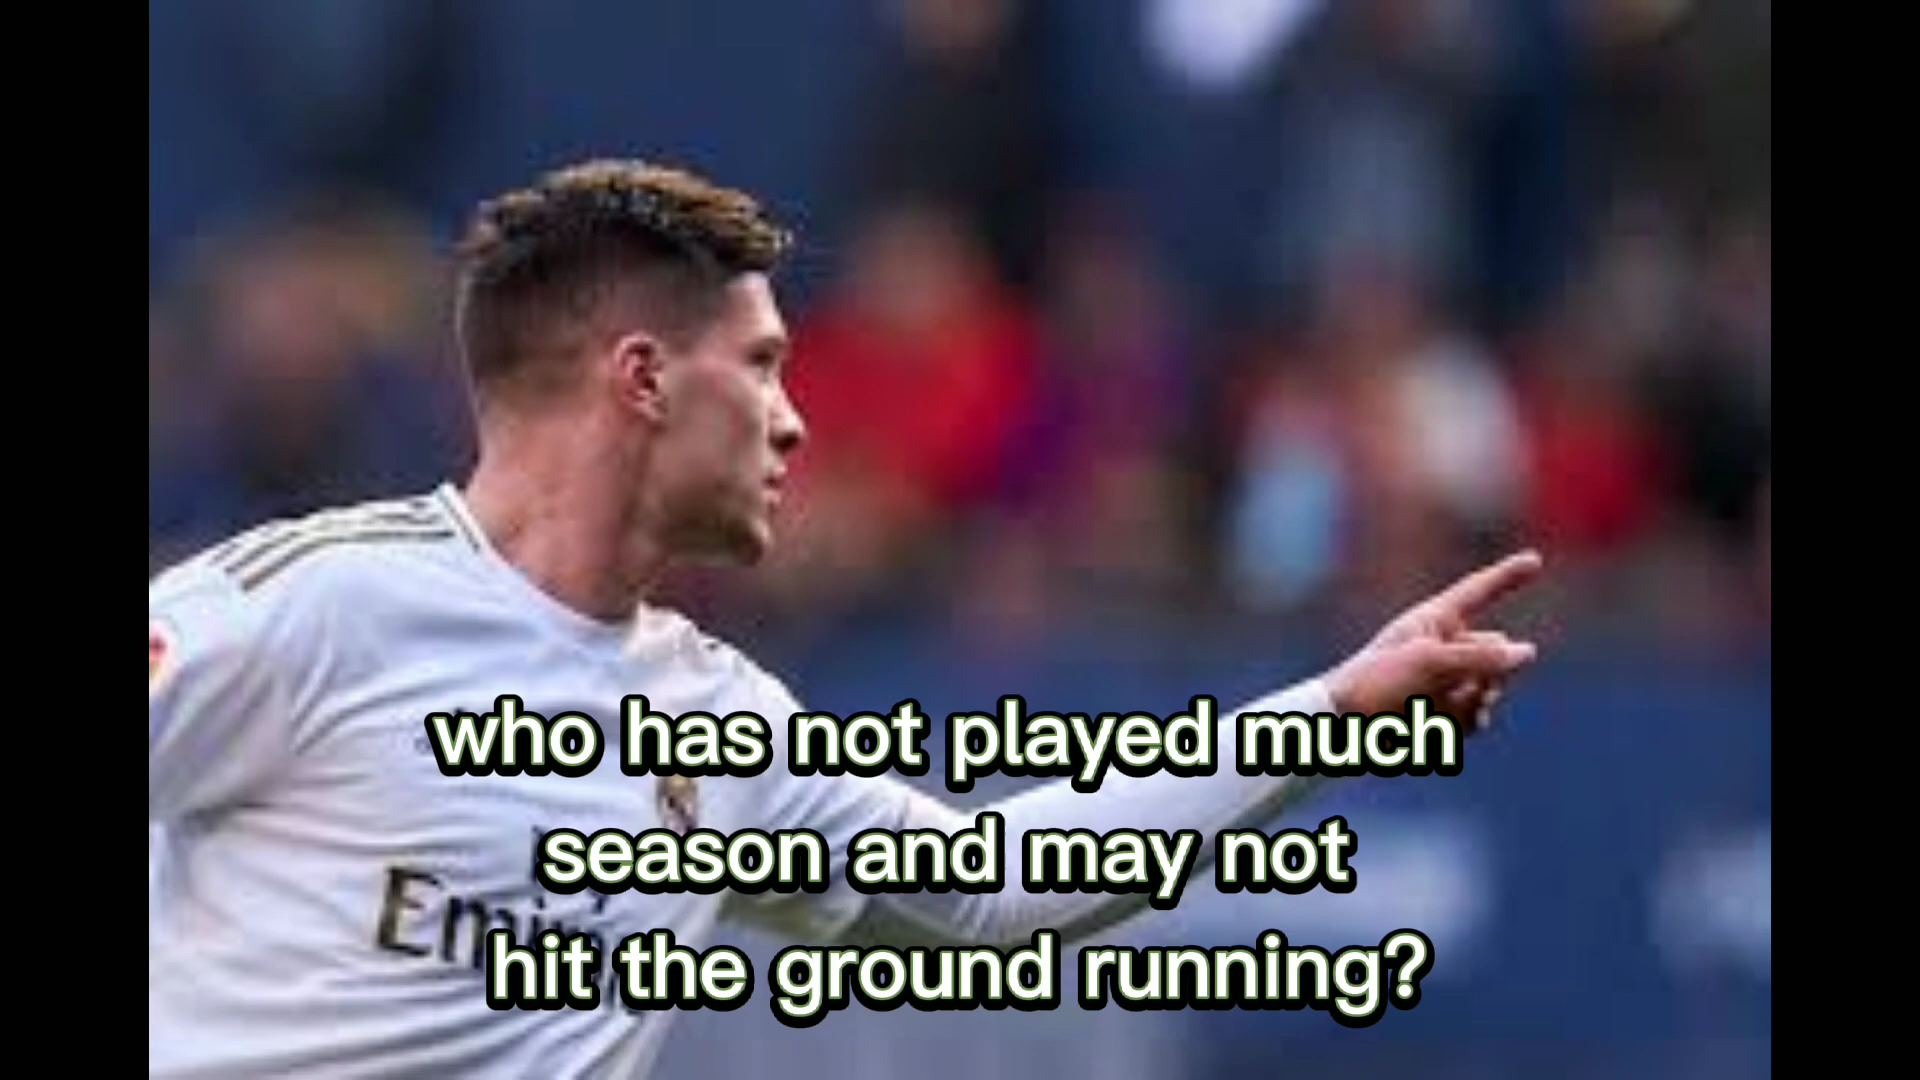 who has not played much
season and may not
hit the ground running?